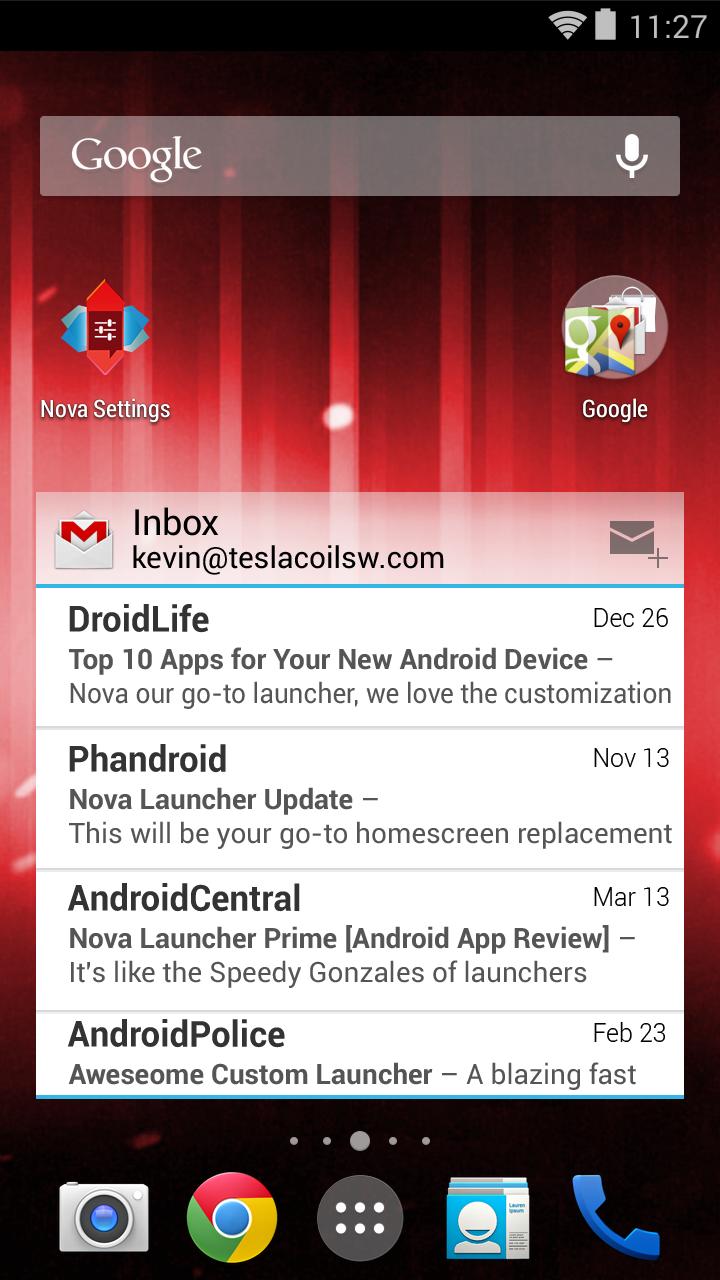 11:27
Google
Nova Settings
Google
Inbox
kevin@teslacoilsw.com
DroidLife Dec 26
Top 10 Apps for Your New Android Device –
Nova our go-to launcher, we love the customization
Phandroid Nov 13
Nova Launcher Update –
This will be your go-to homescreen replacement
AndroidCentral Mar 13
Nova Launcher Prime [Android App Review] –
It's like the Speedy Gonzales of launchers
AndroidPolice Feb 23
Aweseome Custom Launcher – A blazing fast
Lauren
Ipsum